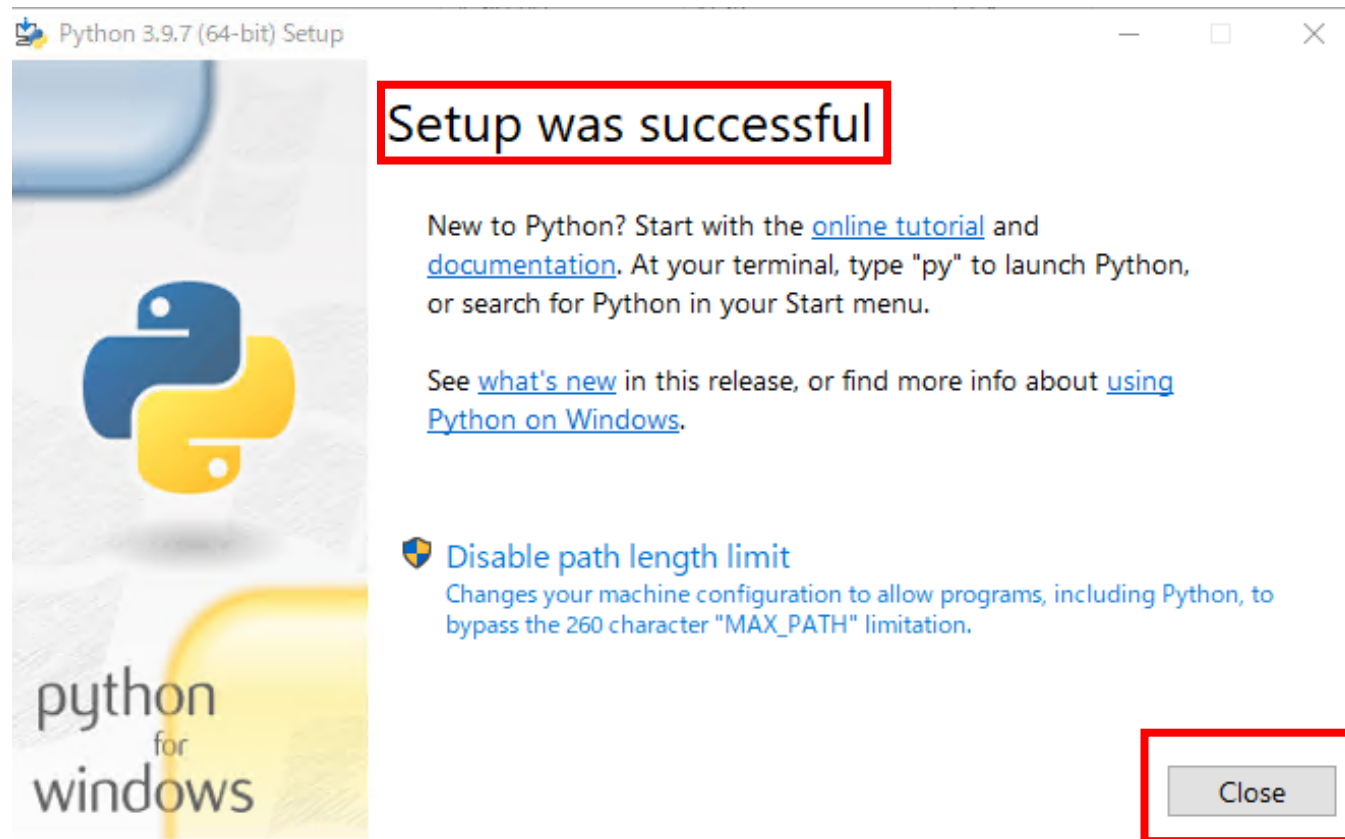 Python 3.9.7 (64-bit) Setup
Setup was successful
New to Python? Start with the online tutorial and
documentation. At your terminal, type "py" to launch Python,
or search for Python in your Start menu.
See what's new in this release, or find more info about using
Python on Windows.
Disable path length limit
Changes your machine configuration to allow programs, including Python, to
bypass the 260 character "MAX_PATH" limitation.
python
for
windows
Close